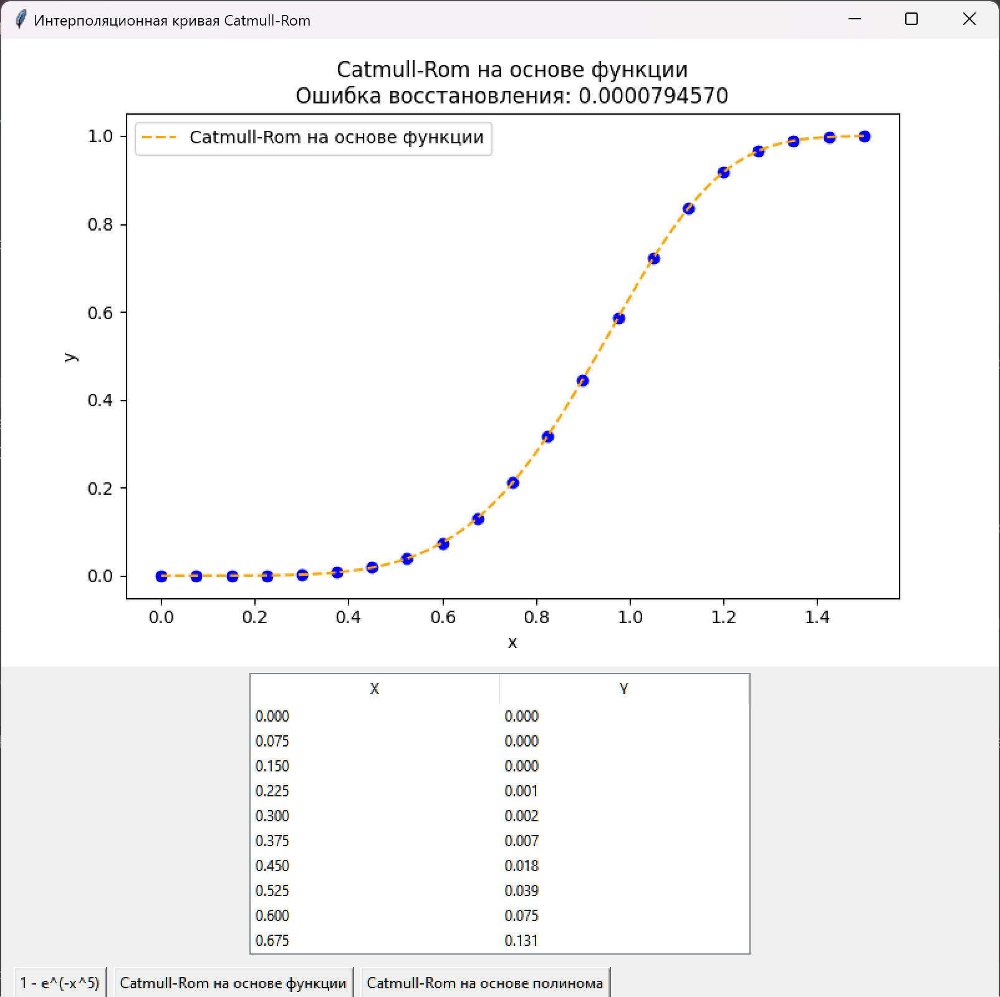 Интерполяционная кривая Catmull-Rom
Catmull-Rom на основе функции
Ошибка восстановления: 0.0000794570
Catmull-Rom на основе функции
1.0
0.8
0.6
0.4
0.2
0.0
y
0.0 0.2 0.4 0.6 0.8 1.0 1.2 1.4
x
X Y
0.000 0.000
0.075 0.000
0.150 0.000
0.225 0.001
0.300 0.002
0.375 0.007
0.450 0.018
0.525 0.039
0.600 0.075
0.675 0.131
1 - e^(-x^5) Catmull-Rom на основе функции Catmull-Rom на основе полинома